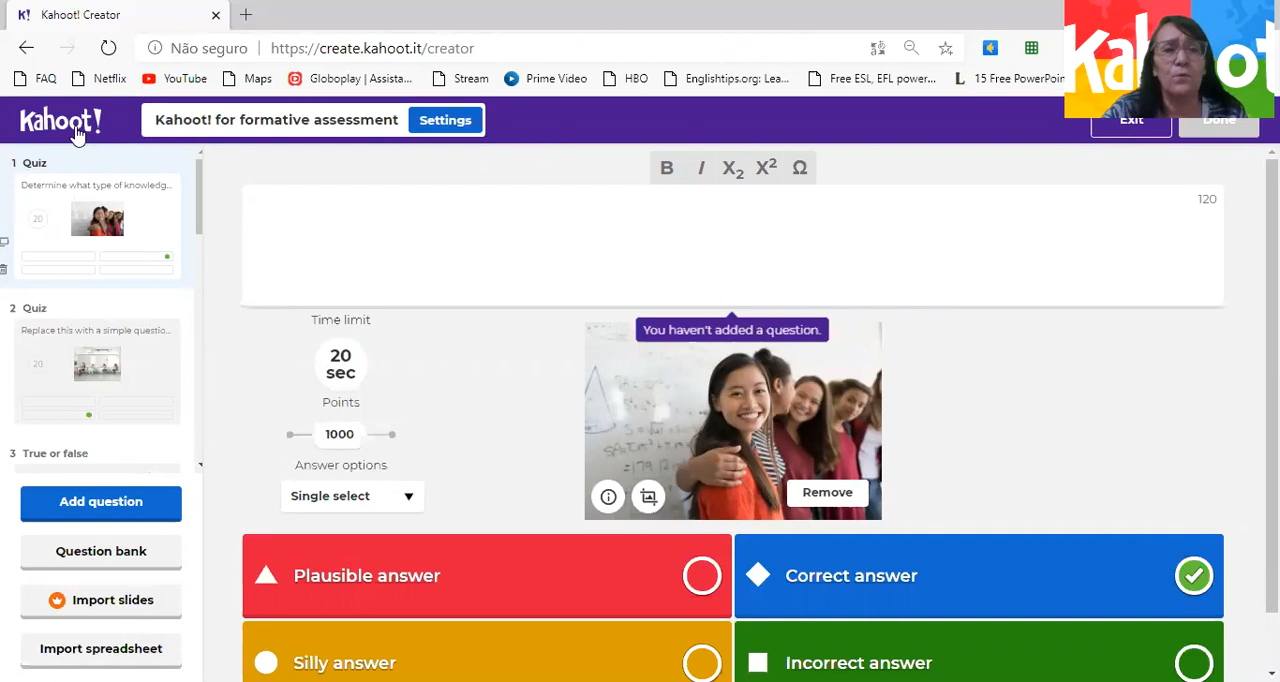 K! Kahoot! Creator
Não seguro https://create.kahoot.it/creator
FAQ Netflix YouTube Maps Globoplay | Assista... Stream Prime Video HBO Englishtips.org: Lea... Free ESL, EFL power... L 15 Free PowerPoin
Kahoot!
Kahoot! for formative assessment Settings
Exit Done
1 Quiz
Determine what type of knowledg...
20
2 Quiz
Replace this with a simple questio...
20
3 True or false
Add question
Question bank
Import slides
Import spreadsheet
B I X2 X2 Ω
120
You haven't added a question.
Time limit
20
sec
Points
1000
Answer options
Single select
Remove
Plausible answer
Correct answer
Silly answer
Incorrect answer